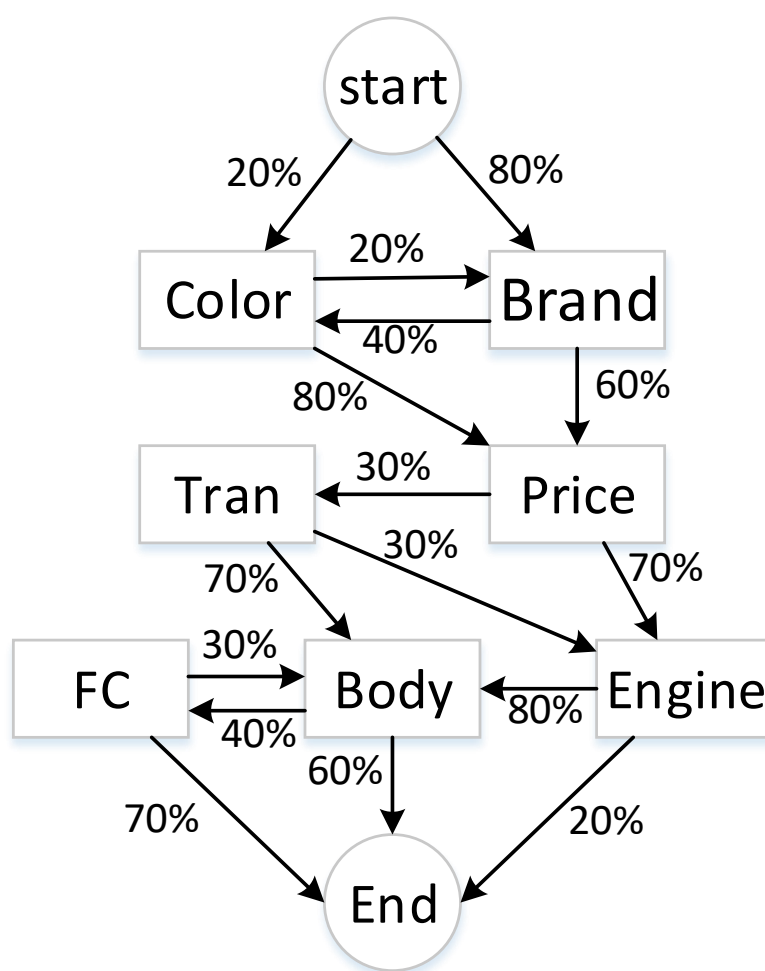 start
20%
80%
20%
Color
Brand
40%
80%
60%
30%
Tran
Price
30%
70%
70%
30%
FC
Body
Engine
40%
80%
60%
70%
20%
End